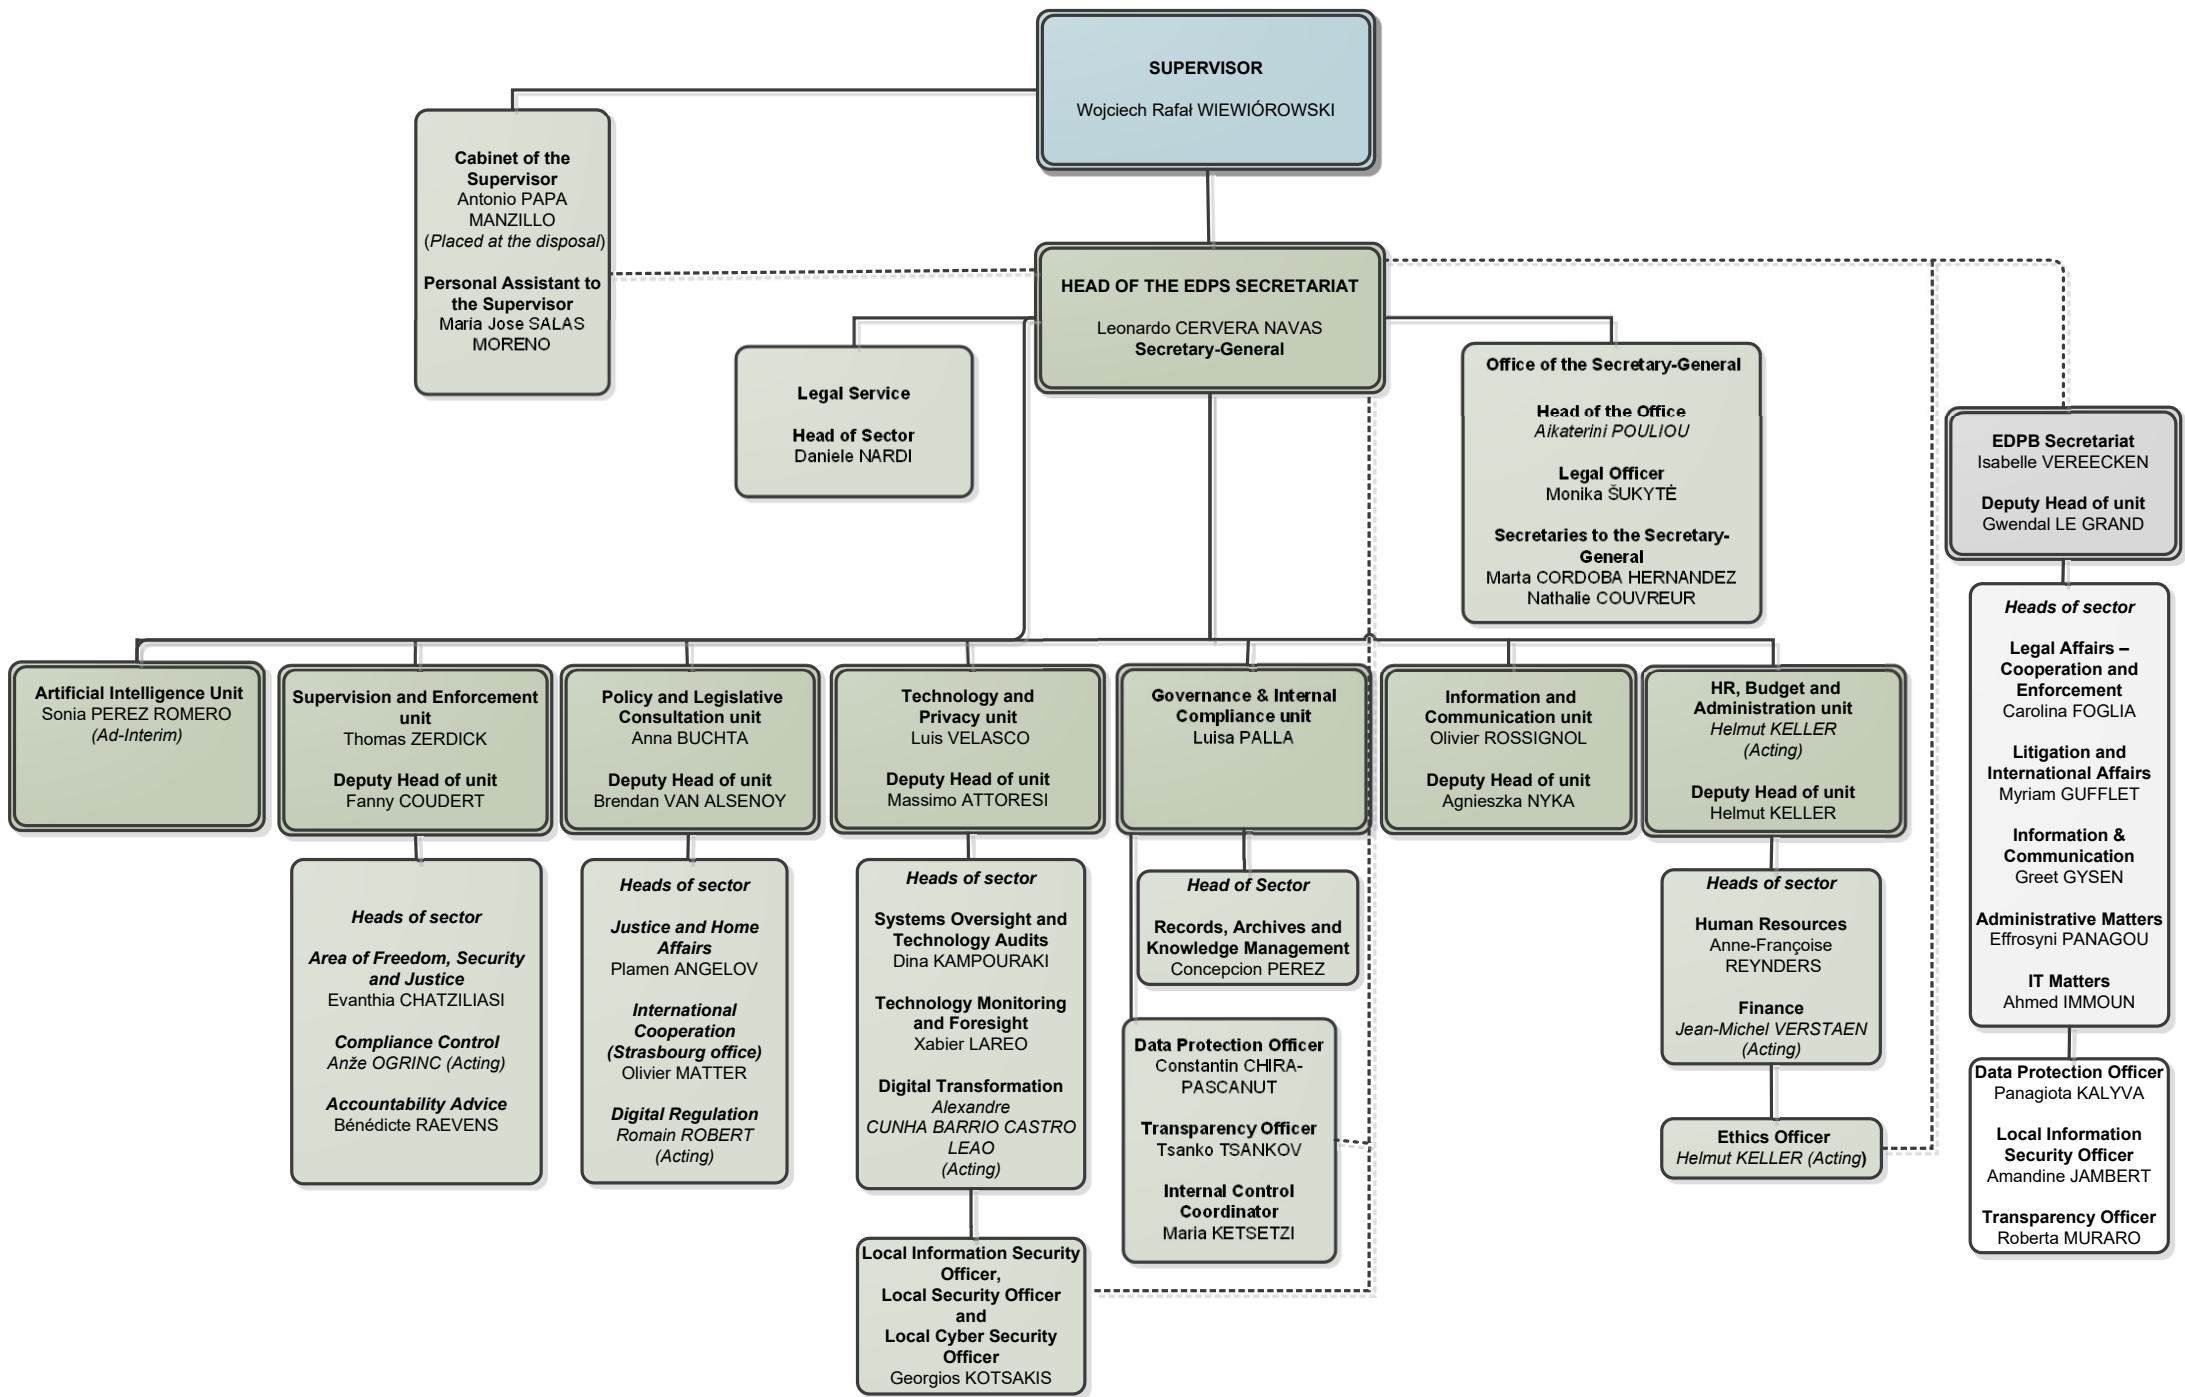 SUPERVISOR
Wojciech Rafał WIEWIÓROWSKI
Cabinet of the
Supervisor
Antonio PAPA
MANZILLO
(Placed at the disposal)
Personal Assistant to
the Supervisor
Maria Jose SALAS
MORENO
HEAD OF THE EDPS SECRETARIAT
Leonardo CERVERA NAVAS
Secretary-General
Legal Service
Head of Sector
Daniele NARDI
Office of the Secretary-General
Head of the Office
Aikaterini POULIOU
Legal Officer
Monika ŠUKYTĖ
Secretaries to the Secretary-
General
Marta CORDOBA HERNANDEZ
Nathalie COUVREUR
EDPB Secretariat
Isabelle VEREECKEN
Deputy Head of unit
Gwendal LE GRAND
Heads of sector
Legal Affairs –
Cooperation and
Enforcement
Carolina FOGLIA
Litigation and
International Affairs
Myriam GUFFLET
Information &
Communication
Greet GYSEN
Administrative Matters
Effrosyni PANAGOU
IT Matters
Ahmed IMMOUN
Data Protection Officer
Panagiota KALYVA
Local Information
Security Officer
Amandine JAMBERT
Transparency Officer
Roberta MURARO
Artificial Intelligence Unit
Sonia PEREZ ROMERO
(Ad-Interim)
Supervision and Enforcement
unit
Thomas ZERDICK
Deputy Head of unit
Fanny COUDERT
Heads of sector
Area of Freedom, Security
and Justice
Evanthia CHATZILIASI
Compliance Control
Anže OGRINC (Acting)
Accountability Advice
Bénédicte RAEVENS
Policy and Legislative
Consultation unit
Anna BUCHTA
Deputy Head of unit
Brendan VAN ALSENOY
Heads of sector
Justice and Home
Affairs
Plamen ANGELOV
International
Cooperation
(Strasbourg office)
Olivier MATTER
Digital Regulation
Romain ROBERT
(Acting)
Technology and
Privacy unit
Luis VELASCO
Deputy Head of unit
Massimo ATTORESI
Heads of sector
Systems Oversight and
Technology Audits
Dina KAMPOURAKI
Technology Monitoring
and Foresight
Xabier LAREO
Digital Transformation
Alexandre
CUNHA BARRIO CASTRO
LEAO
(Acting)
Local Information Security
Officer,
Local Security Officer
and
Local Cyber Security
Officer
Georgios KOTSAKIS
Governance & Internal
Compliance unit
Luisa PALLA
Head of Sector
Records, Archives and
Knowledge Management
Concepcion PEREZ
Data Protection Officer
Constantin CHIRA-
PASCANUT
Transparency Officer
Tsanko TSANKOV
Internal Control
Coordinator
Maria KETSETZI
Information and
Communication unit
Olivier ROSSIGNOL
Deputy Head of unit
Agnieszka NYKA
HR, Budget and
Administration unit
Helmut KELLER
(Acting)
Deputy Head of unit
Helmut KELLER
Heads of sector
Human Resources
Anne-Françoise
REYNDERS
Finance
Jean-Michel VERSTAEN
(Acting)
Ethics Officer
Helmut KELLER (Acting)